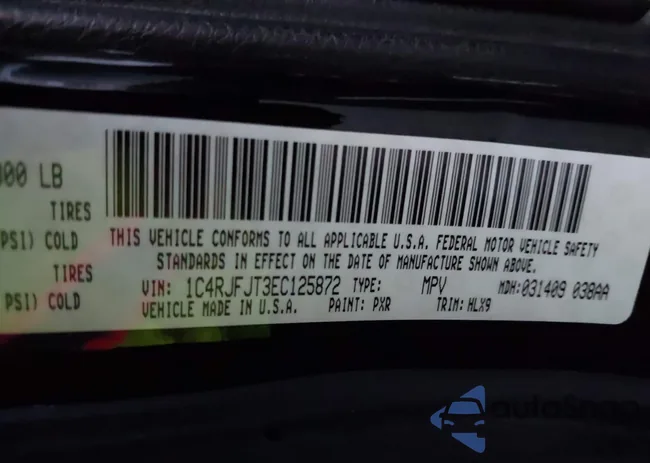 000 LB
TIRES
PSI) COLD
THIS VEHICLE CONFORMS TO ALL APPLICABLE U.S.A. FEDERAL MOTOR VEHICLE SAFETY
STANDARDS IN EFFECT ON THE DATE OF MANUFACTURE SHOWN ABOVE.
TIRES
VIN: 1C4RJFJT3EC125872 TYPE: MPV MDH: 031409 038AA
PSI) COLD
VEHICLE MADE IN U.S.A. PAINT: PXR TRIM: HLX9